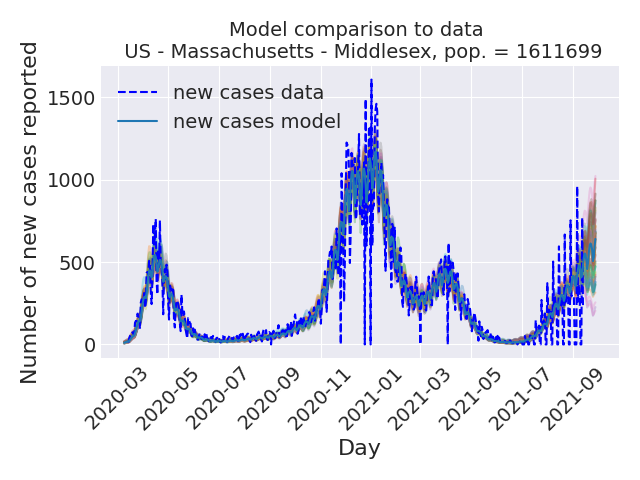 Model comparison to data
US - Massachusetts - Middlesex, pop. = 1611699
Number of new cases reported
1500
1000
500
0
new cases data
new cases model
2020-03
2020-05
2020-07
2020-09
2020-11
2021-01
2021-03
2021-05
2021-07
2021-09
Day